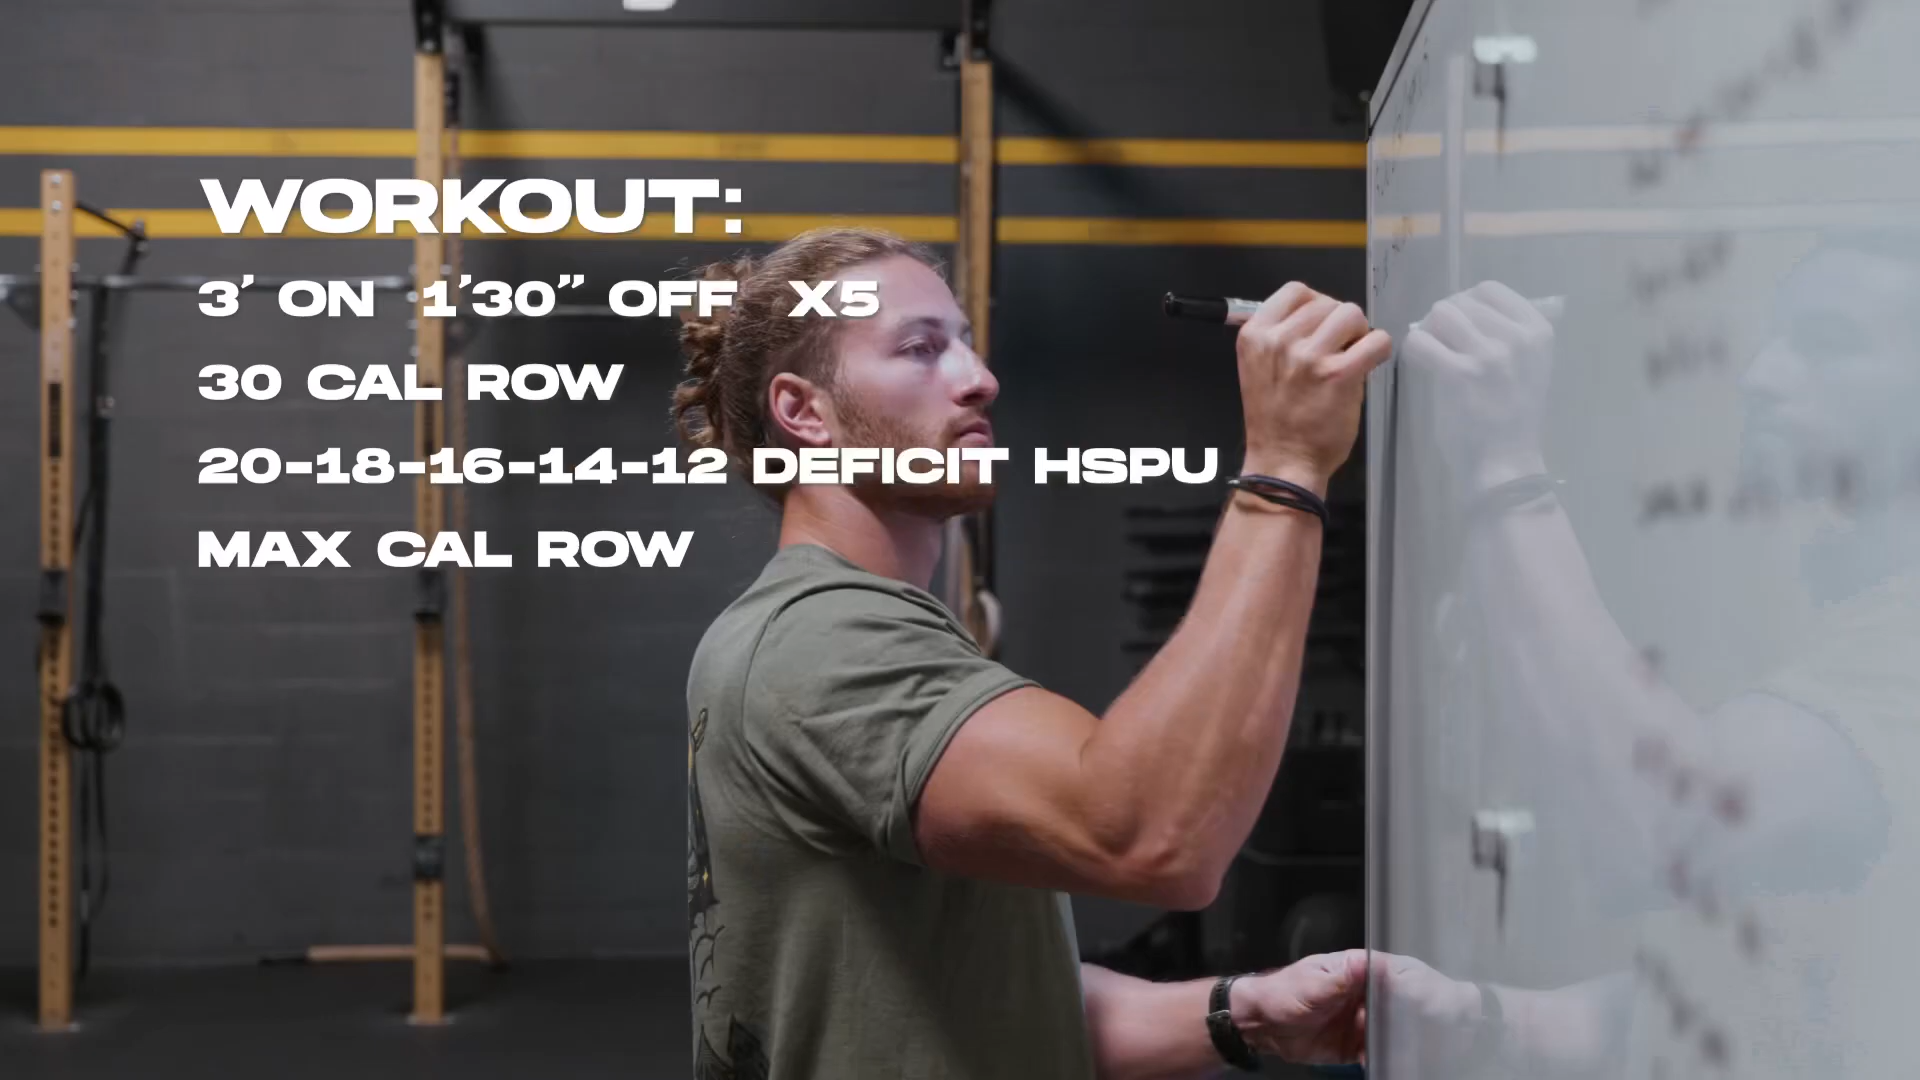 WORKOUT:
3' ON 1'30" OFF X5
30 CAL ROW
20-18-16-14-12 DEFICIT HSPU
MAX CAL ROW